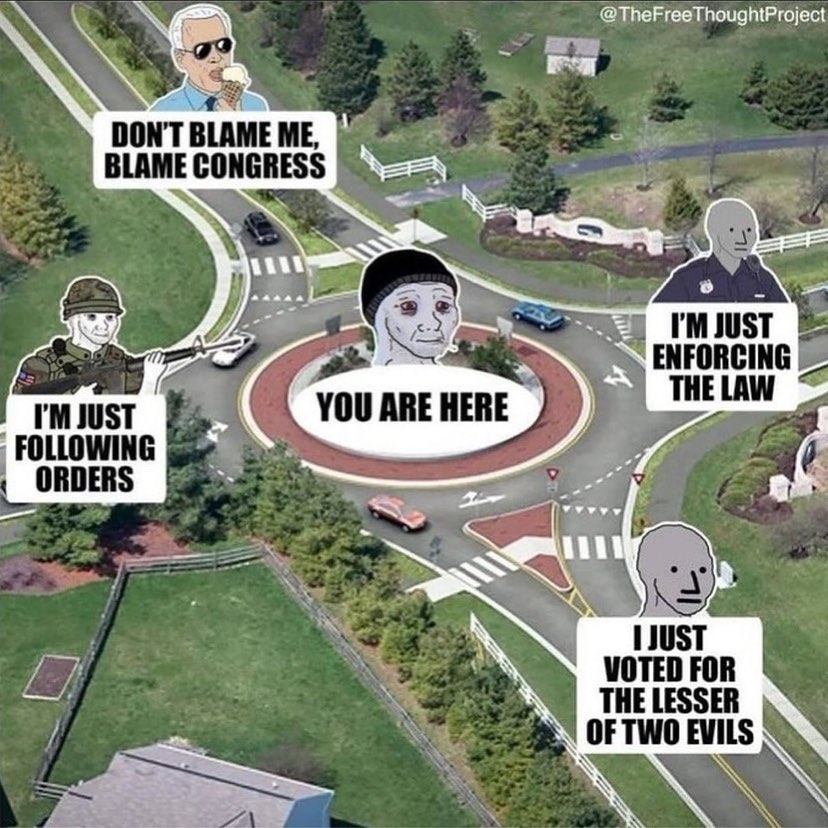 @TheFreeThoughtProject
DON'T BLAME ME,
BLAME CONGRESS
I'M JUST
ENFORCING
THE LAW
YOU ARE HERE
I'M JUST
FOLLOWING
ORDERS
I JUST
VOTED FOR
THE LESSER
OF TWO EVILS